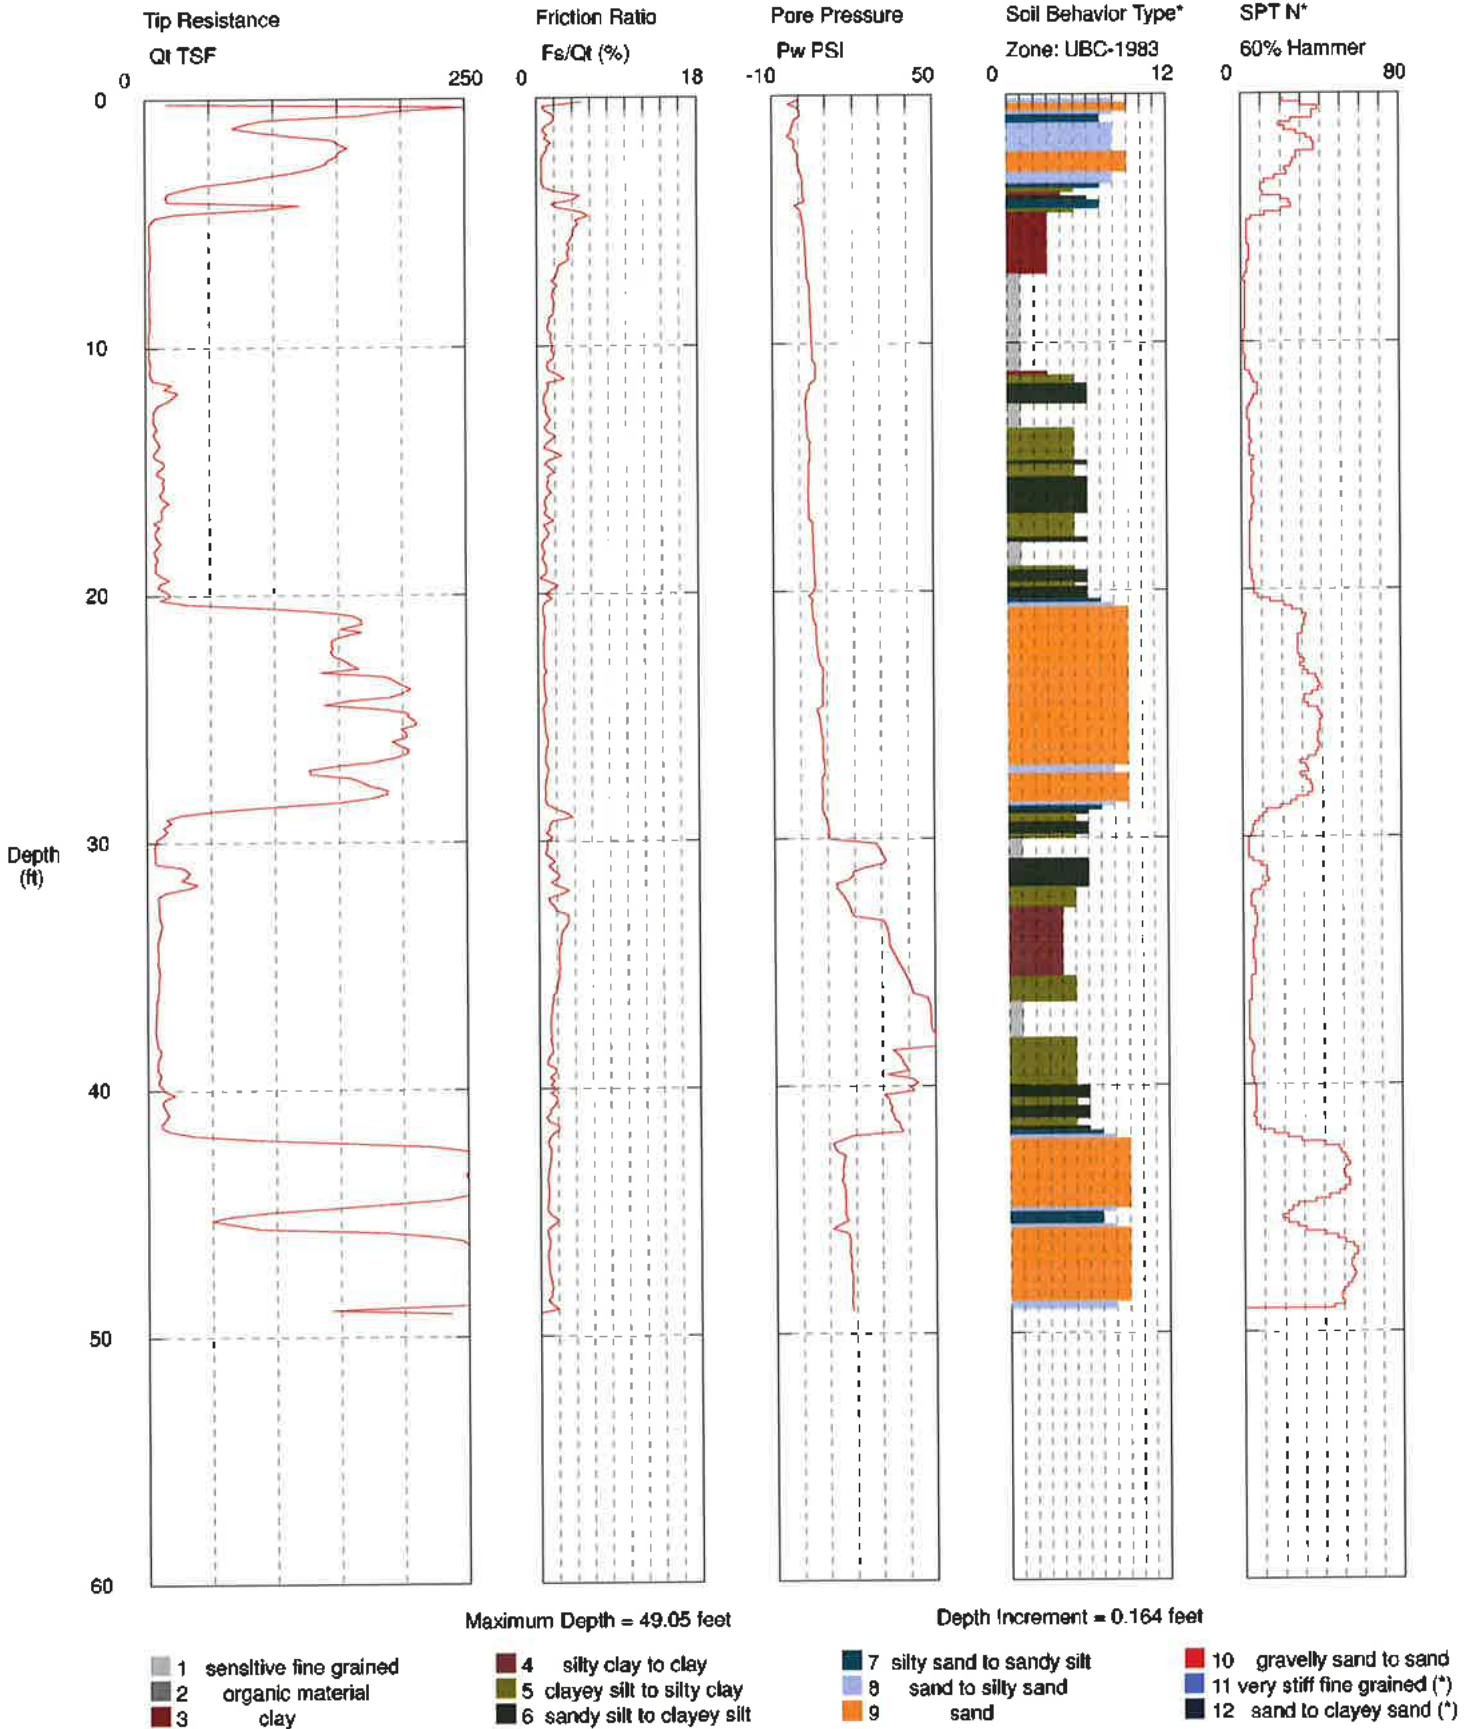 Tip Resistance
Qt TSF
0 250
Friction Ratio
Fs/Qt (%)
0 18
Pore Pressure
Pw PSI
-10 50
Soil Behavior Type*
Zone: UBC-1983
0 12
SPT N*
60% Hammer
0 80
0
10
20
30
Depth
(ft)
40
50
60
Maximum Depth = 49.05 feet
Depth Increment = 0.164 feet
1 sensitive fine grained
2 organic material
3 clay
4 silty clay to clay
5 clayey silt to silty clay
6 sandy silt to clayey silt
7 silty sand to sandy silt
8 sand to silty sand
9 sand
10 gravelly sand to sand
11 very stiff fine grained (*)
12 sand to clayey sand (*)